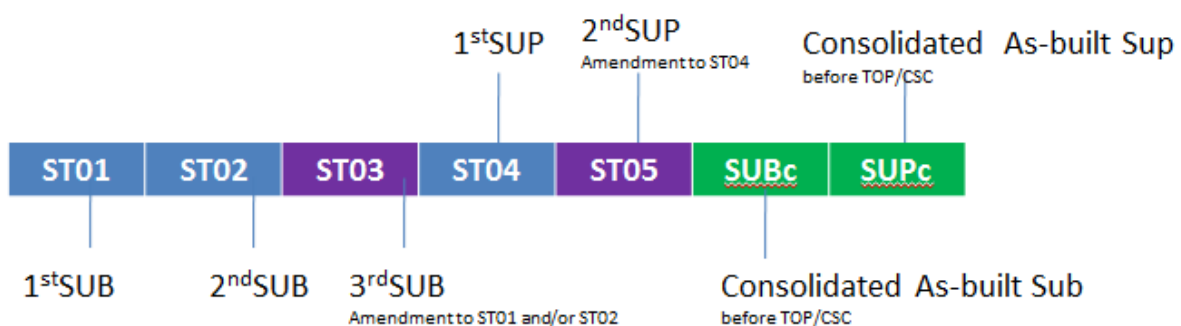 1stSUP
2ndSUP
Amendment to ST04
Consolidated As-built Sup
before TOP/CSC
ST01 ST02 ST03 ST04 ST05 SUBc SUPc
1stSUB
2ndSUB
3rdSUB
Amendment to ST01 and/or ST02
Consolidated As-built Sub
before TOP/CSC